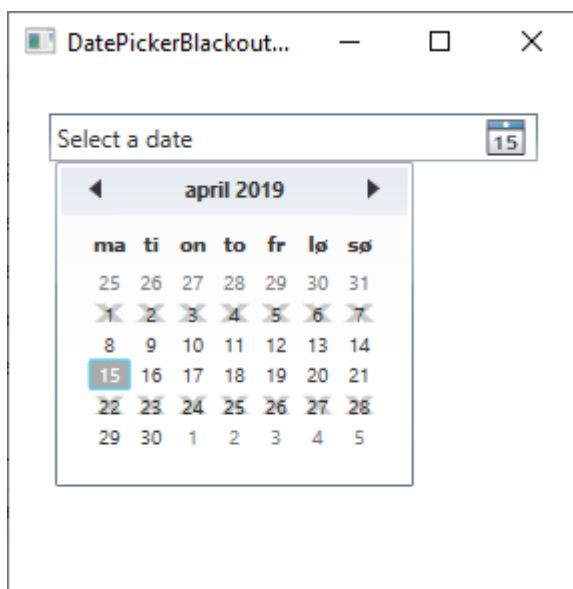 DatePickerBlackout...
Select a date
15
april 2019
ma ti on to fr lø sø
25 26 27 28 29 30 31
1 2 3 4 5 6 7
8 9 10 11 12 13 14
15 16 17 18 19 20 21
22 23 24 25 26 27 28
29 30 1 2 3 4 5